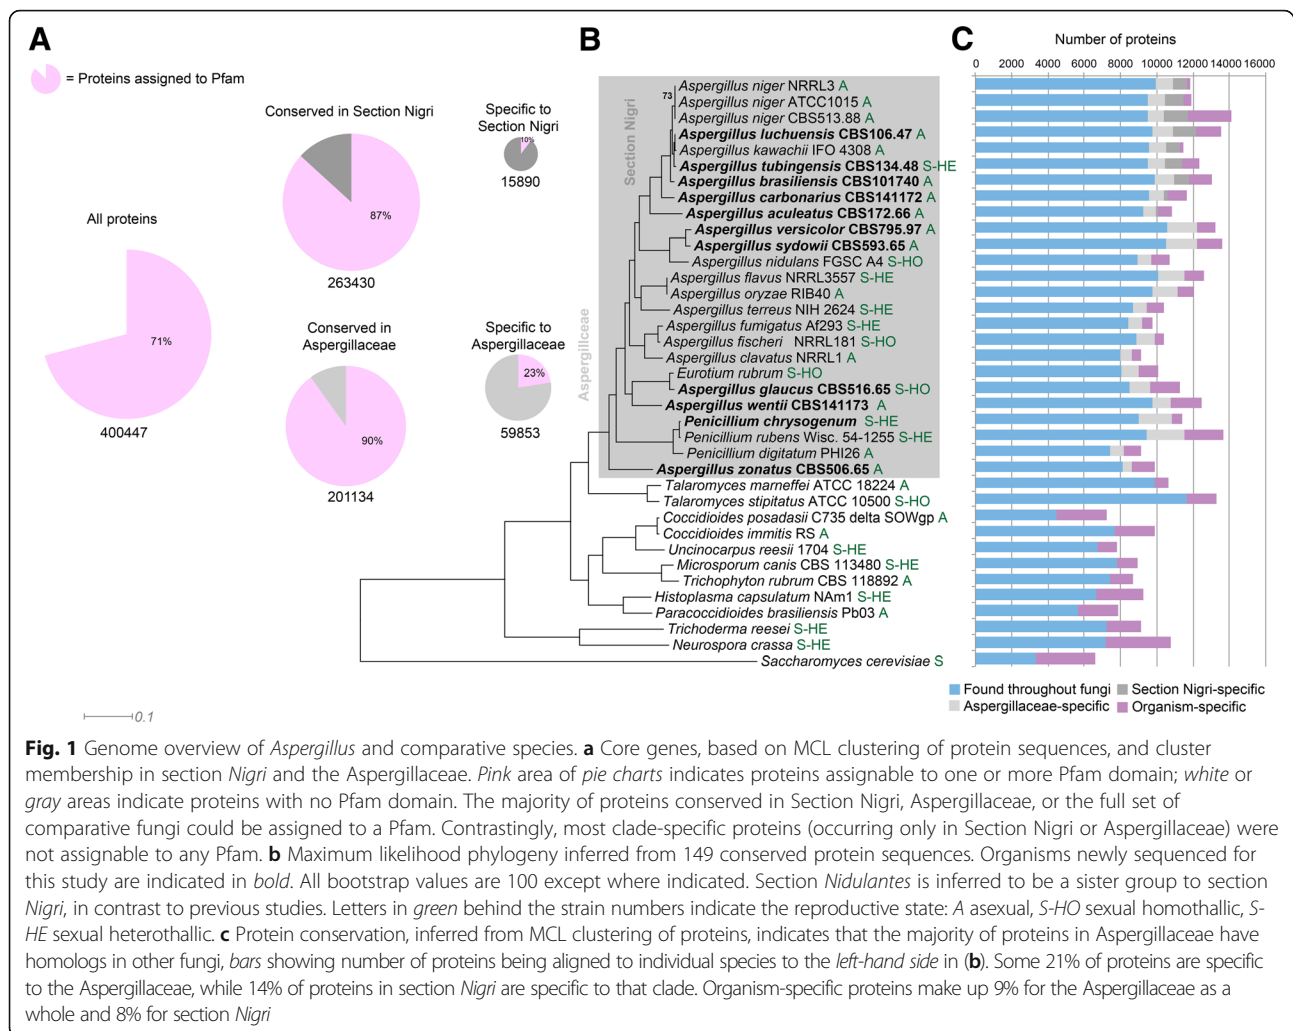 A
= Proteins assigned to Pfam
All proteins
71%
400447
Conserved in Section Nigri
87%
263430
Specific to
Section Nigri
10%
15890
Conserved in
Aspergillaceae
90%
201134
Specific to
Aspergillaceae
23%
59853
0.1
B
Section Nigri
Aspergillceae
73
Aspergillus niger NRRL3 A
Aspergillus niger ATCC1015 A
Aspergillus niger CBS513.88 A
Aspergillus luchuensis CBS106.47 A
Aspergillus kawachii IFO 4308 A
Aspergillus tubingensis CBS134.48 S-HE
Aspergillus brasiliensis CBS101740 A
Aspergillus carbonarius CBS141172 A
Aspergillus aculeatus CBS172.66 A
Aspergillus versicolor CBS795.97 A
Aspergillus sydowii CBS593.65 A
Aspergillus nidulans FGSC A4 S-HO
Aspergillus flavus NRRL3557 S-HE
Aspergillus oryzae RIB40 A
Aspergillus terreus NIH 2624 S-HE
Aspergillus fumigatus Af293 S-HE
Aspergillus fischeri NRRL181 S-HO
Aspergillus clavatus NRRL1 A
Eurotium rubrum S-HO
Aspergillus glaucus CBS516.65 S-HO
Aspergillus wentii CBS141173 A
Penicillium chrysogenum S-HE
Penicillium rubens Wisc. 54-1255 S-HE
Penicillium digitatum PHI26 A
Aspergillus zonatus CBS506.65 A
Talaromyces marneffei ATCC 18224 A
Talaromyces stipitatus ATCC 10500 S-HO
Coccidioides posadasii C735 delta SOWgp A
Coccidioides immitis RS A
Uncinocarpus reesii 1704 S-HE
Microsporum canis CBS 113480 S-HE
Trichophyton rubrum CBS 118892 A
Histoplasma capsulatum NAm1 S-HE
Paracoccidioides brasiliensis Pb03 A
Trichoderma reesei S-HE
Neurospora crassa S-HE
Saccharomyces cerevisiae S
C
Number of proteins
0 2000 4000 6000 8000 10000 12000 14000 16000
Found throughout fungi
Section Nigri-specific
Aspergillaceae-specific
Organism-specific
Fig. 1 Genome overview of Aspergillus and comparative species. a Core genes, based on MCL clustering of protein sequences, and cluster
membership in section Nigri and the Aspergillaceae. Pink area of pie charts indicates proteins assignable to one or more Pfam domain; white or
gray areas indicate proteins with no Pfam domain. The majority of proteins conserved in Section Nigri, Aspergillaceae, or the full set of
comparative fungi could be assigned to a Pfam. Contrastingly, most clade-specific proteins (occurring only in Section Nigri or Aspergillaceae) were
not assignable to any Pfam. b Maximum likelihood phylogeny inferred from 149 conserved protein sequences. Organisms newly sequenced for
this study are indicated in bold. All bootstrap values are 100 except where indicated. Section Nidulantes is inferred to be a sister group to section
Nigri, in contrast to previous studies. Letters in green behind the strain numbers indicate the reproductive state: A asexual, S-HO sexual homothallic, S-
HE sexual heterothallic. c Protein conservation, inferred from MCL clustering of proteins, indicates that the majority of proteins in Aspergillaceae have
homologs in other fungi, bars showing number of proteins being aligned to individual species to the left-hand side in (b). Some 21% of proteins are specific
to the Aspergillaceae, while 14% of proteins in section Nigri are specific to that clade. Organism-specific proteins make up 9% for the Aspergillaceae as a
whole and 8% for section Nigri